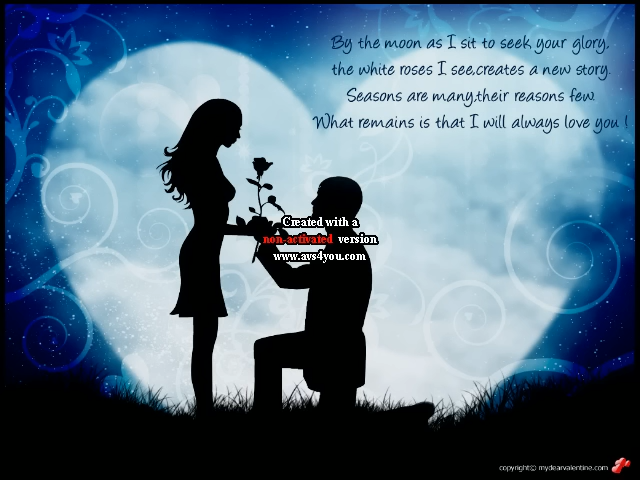 By the moon as I sit to seek your glory,
the white roses I see,creates a new story.
Seasons are many,their reasons few.
What remains is that I will always love you !
Created with a
non-activated version
www.avs4you.com
copyright© mydearvalentine.com